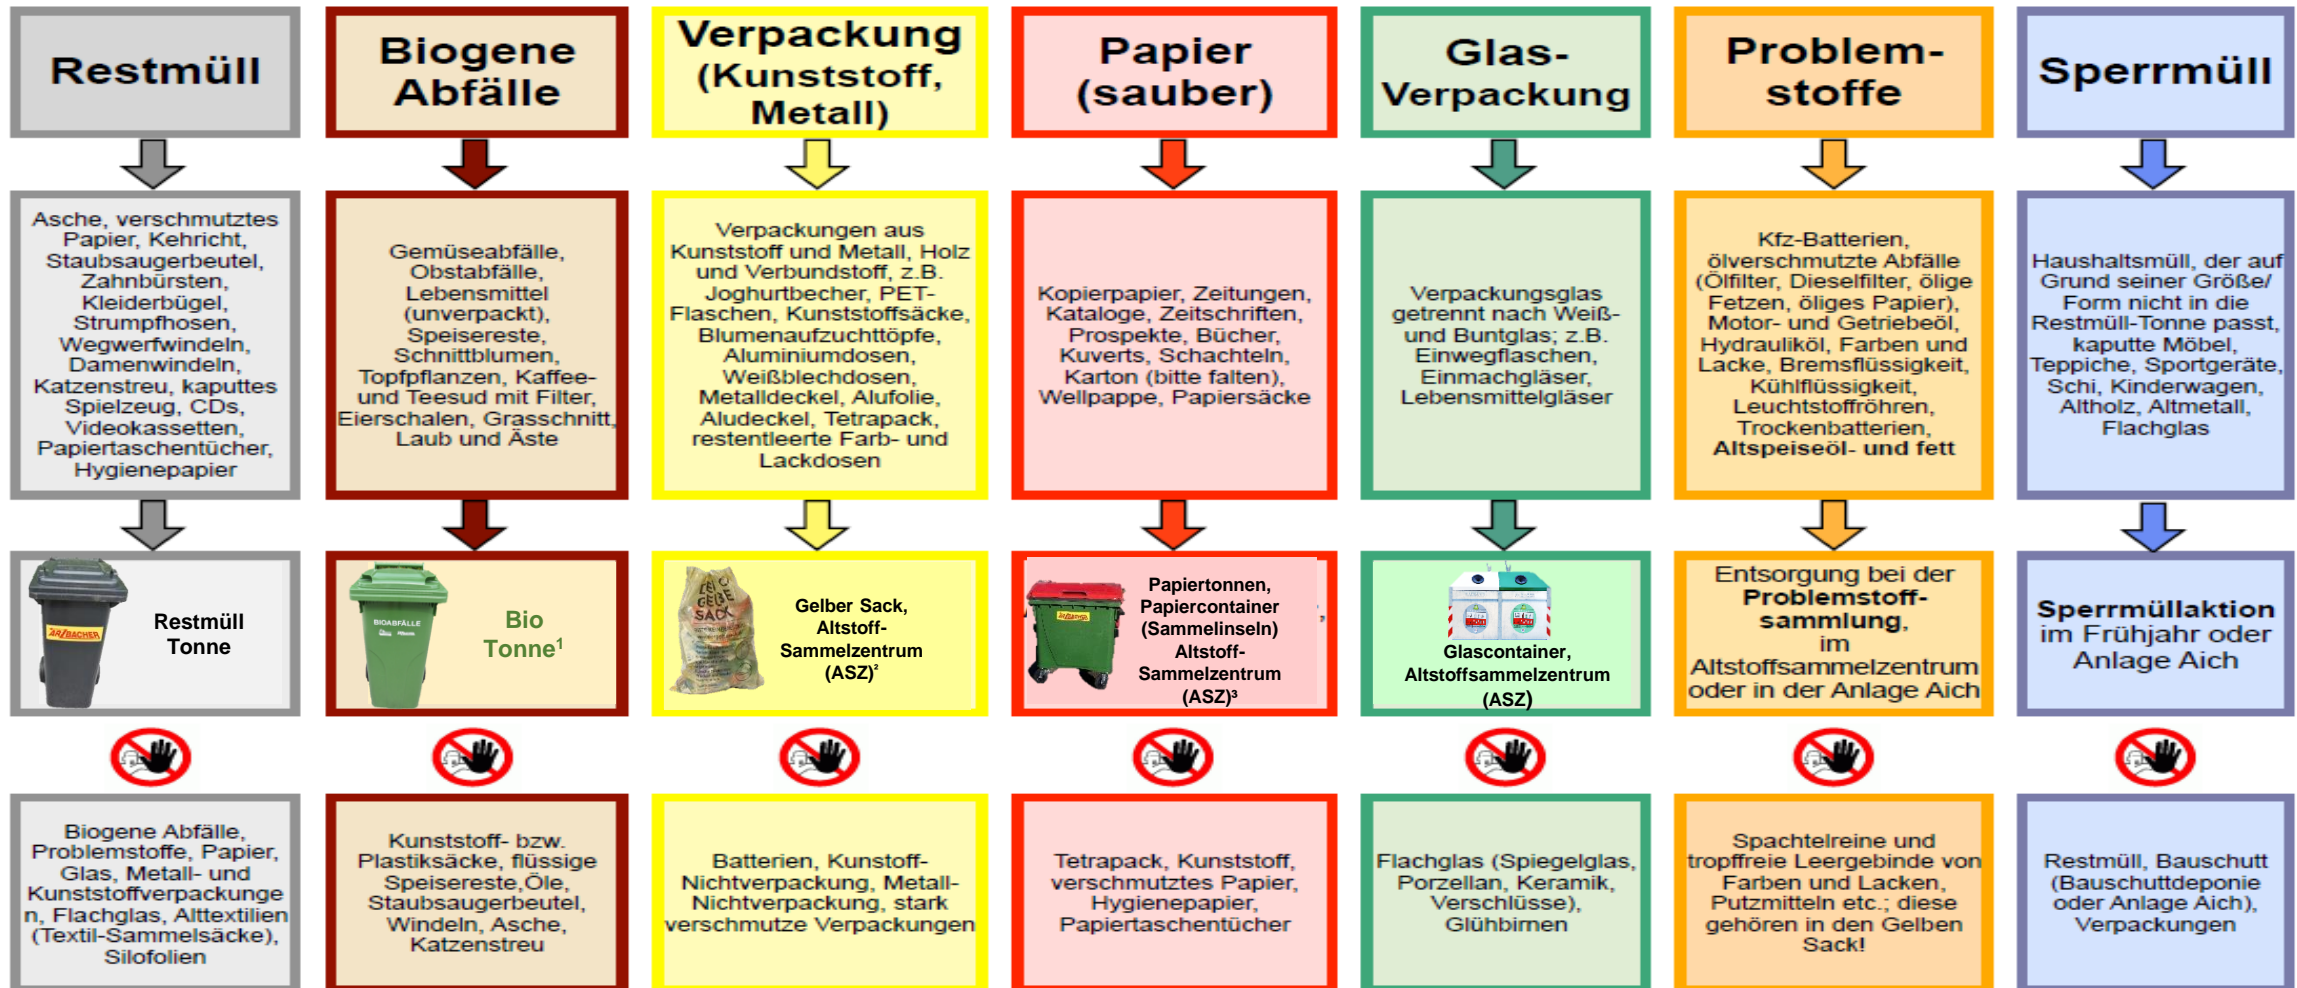 Restmüll
Biogene
Abfälle
Verpackung
(Kunststoff,
Metall)
Papier
(sauber)
Glas-
Verpackung
Problem-
stoffe
Sperrmüll
Asche, verschmutztes
Papier, Kehricht,
Staubsaugerbeutel,
Zahnbürsten,
Kleiderbügel,
Strumpfhosen,
Wegwerfwindeln,
Damenwindeln,
Katzenstreu, kaputtes
Spielzeug, CDs,
Videokassetten,
Papiertaschentücher,
Hygienepapier
Gemüseabfälle,
Obstabfälle,
Lebensmittel
(unverpackt),
Speisereste,
Schnittblumen,
Topfpflanzen, Kaffee-
und Teesud mit Filter,
Eierschalen, Grasschnitt,
Laub und Äste
Verpackungen aus
Kunststoff und Metall, Holz
und Verbundstoff, z.B.
Joghurtbecher, PET-
Flaschen, Kunststoffsäcke,
Blumenaufzuchttöpfe,
Aluminiumdosen,
Weißblechdosen,
Metalldeckel, Alufolie,
Aludeckel, Tetrapack,
restentleerte Farb- und
Lackdosen
Kopierpapier, Zeitungen,
Kataloge, Zeitschriften,
Prospekte, Bücher,
Kuverts, Schachteln,
Karton (bitte falten),
Wellpappe, Papiersäcke
Verpackungsglas
getrennt nach Weiß-
und Buntglas; z.B.
Einwegflaschen,
Einmachgläser,
Lebensmittelgläser
Kfz-Batterien,
ölverschmutzte Abfälle
(Ölfilter, Dieselfilter, ölige
Fetzen, öliges Papier),
Motor- und Getriebeöl,
Hydrauliköl, Farben und
Lacke, Bremsflüssigkeit,
Kühlflüssigkeit,
Leuchtstoffröhren,
Trockenbatterien,
Altspeiseöl- und fett
Haushaltsmüll, der auf
Grund seiner Größe/
Form nicht in die
Restmüll-Tonne passt,
kaputte Möbel,
Teppiche, Sportgeräte,
Schi, Kinderwagen,
Altholz, Altmetall,
Flachglas
ARZBACHER
Restmüll
Tonne
BIOABFÄLLE
Bio
Tonne¹
GELBE
SACK
Gelber Sack,
Altstoff-
Sammelzentrum
(ASZ)²
ARZBACHER
Papiertonnen,
Papiercontainer
(Sammelinseln)
Altstoff-
Sammelzentrum
(ASZ)³
,
Glascontainer,
Altstoffsammelzentrum
(ASZ)
Entsorgung bei der
Problemstoff-
sammlung,
im
Altstoffsammelzentrum
oder in der Anlage Aich
Sperrmüllaktion
im Frühjahr oder
Anlage Aich
Biogene Abfälle,
Problemstoffe, Papier,
Glas, Metall- und
Kunststoffverpackunge
n, Flachglas, Alttextilien
(Textil-Sammelsäcke),
Silofolien
Kunststoff- bzw.
Plastiksäcke, flüssige
Speisereste,Öle,
Staubsaugerbeutel,
Windeln, Asche,
Katzenstreu
Batterien, Kunstoff-
Nichtverpackung, Metall-
Nichtverpackung, stark
verschmutze Verpackungen
Tetrapack, Kunststoff,
verschmutztes Papier,
Hygienepapier,
Papiertaschentücher
Flachglas (Spiegelglas,
Porzellan, Keramik,
Verschlüsse),
Glühbirnen
Spachtelreine und
tropffreie Leergebinde von
Farben und Lacken,
Putzmitteln etc.; diese
gehören in den Gelben
Sack!
Restmüll, Bauschutt
(Bauschuttdeponie
oder Anlage Aich),
Verpackungen